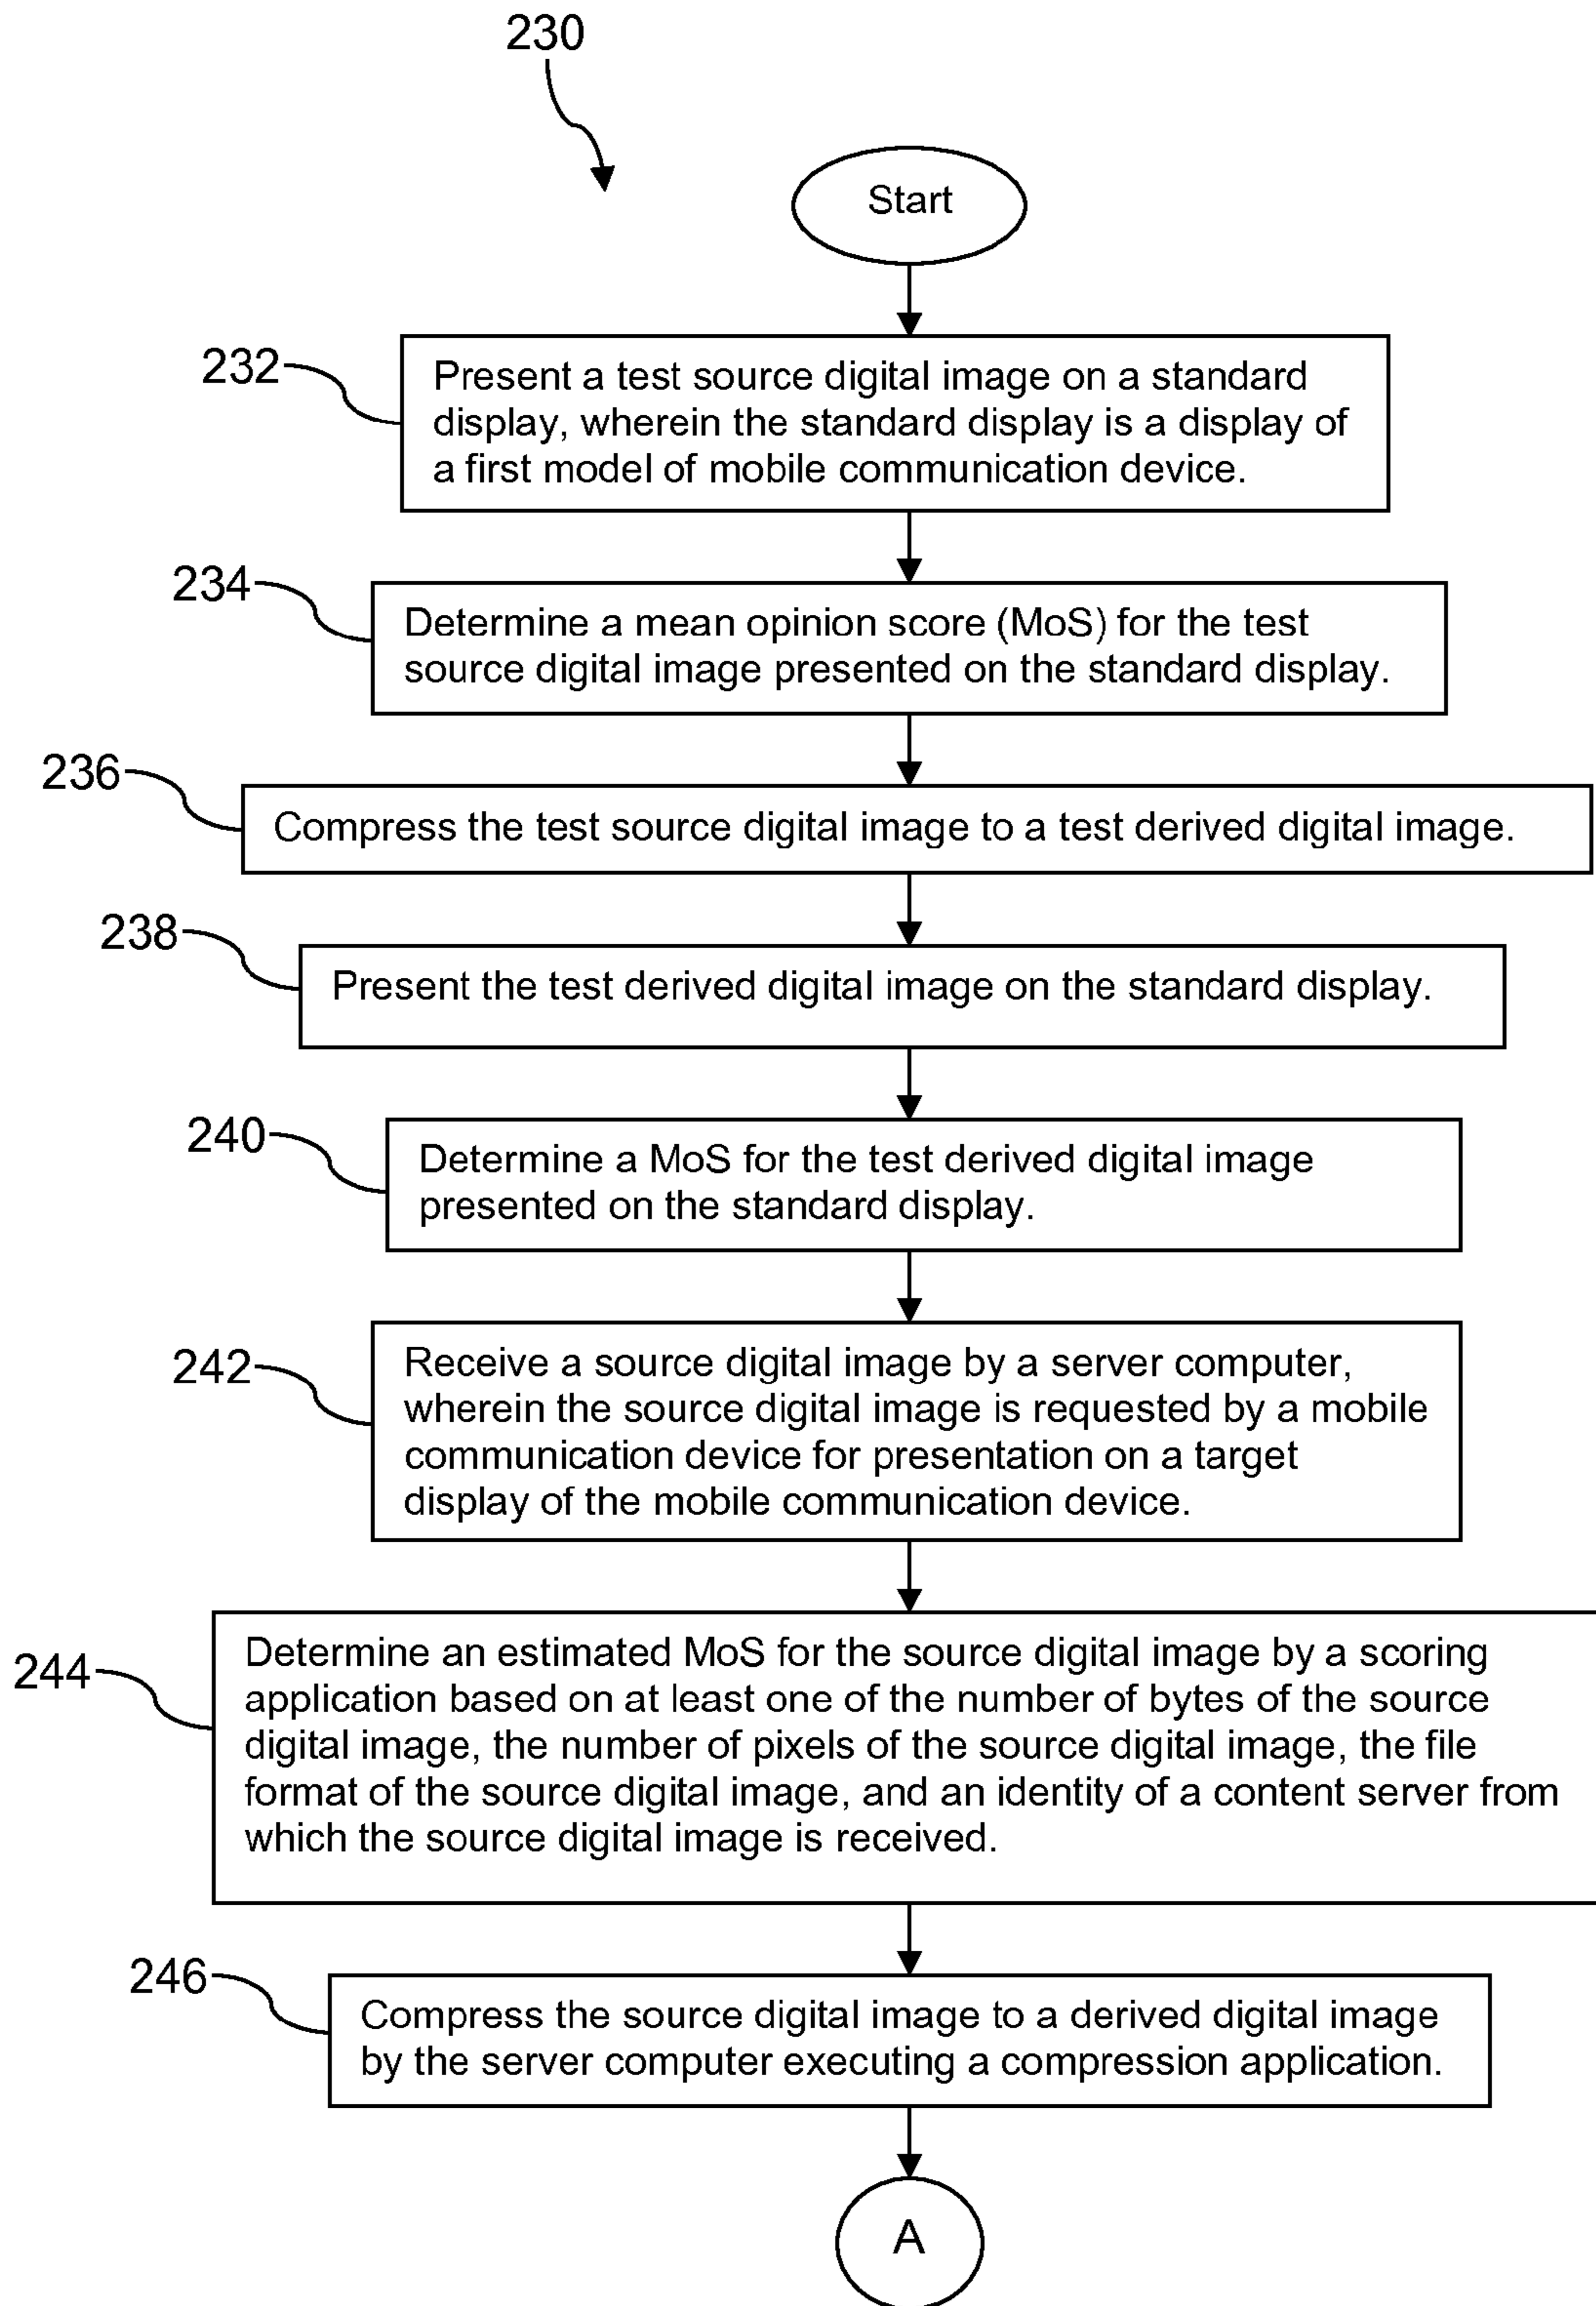 230
Start
232
Present a test source digital image on a standard
display, wherein the standard display is a display of
a first model of mobile communication device.
234
Determine a mean opinion score (MoS) for the test
source digital image presented on the standard display.
236
Compress the test source digital image to a test derived digital image.
238
Present the test derived digital image on the standard display.
240
Determine a MoS for the test derived digital image
presented on the standard display.
242
Receive a source digital image by a server computer,
wherein the source digital image is requested by a mobile
communication device for presentation on a target
display of the mobile communication device.
244
Determine an estimated MoS for the source digital image by a scoring
application based on at least one of the number of bytes of the source
digital image, the number of pixels of the source digital image, the file
format of the source digital image, and an identity of a content server from
which the source digital image is received.
246
Compress the source digital image to a derived digital image
by the server computer executing a compression application.
A